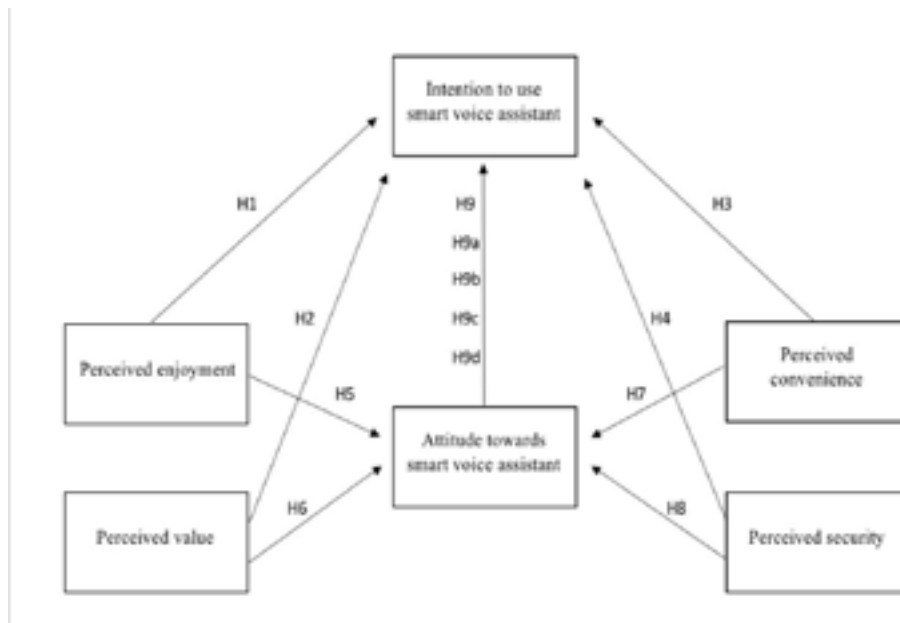 Intention to use
smart voice assistant
H1
H9
H3
H9a
H9b
H2
H9c
H4
Perceived enjoyment
H9d
Perceived
convenience
H5
H7
Attitude towards
smart voice assistant
H6
H8
Perceived value
Perceived security